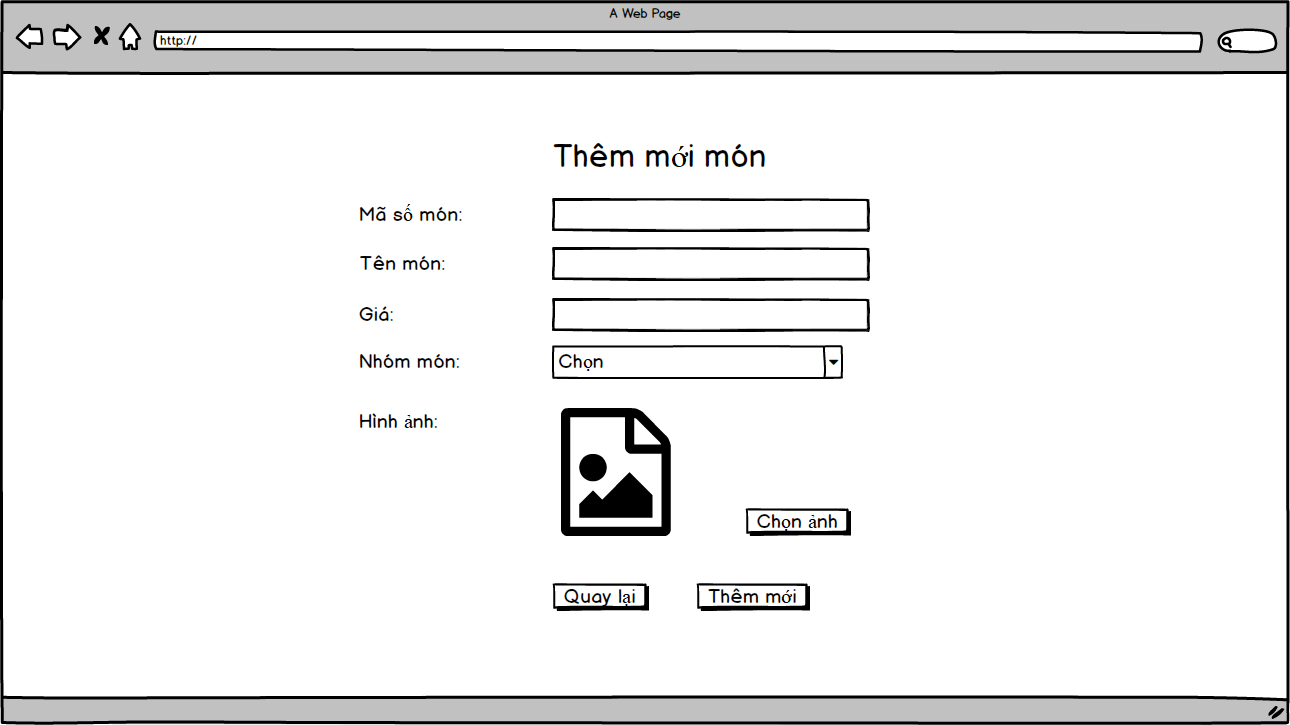 A Web Page
http://
Thêm mới món
Mã số món:
Tên món:
Giá:
Nhóm món:
Chọn
Hình ảnh:
Chọn ảnh
Quay lại
Thêm mới